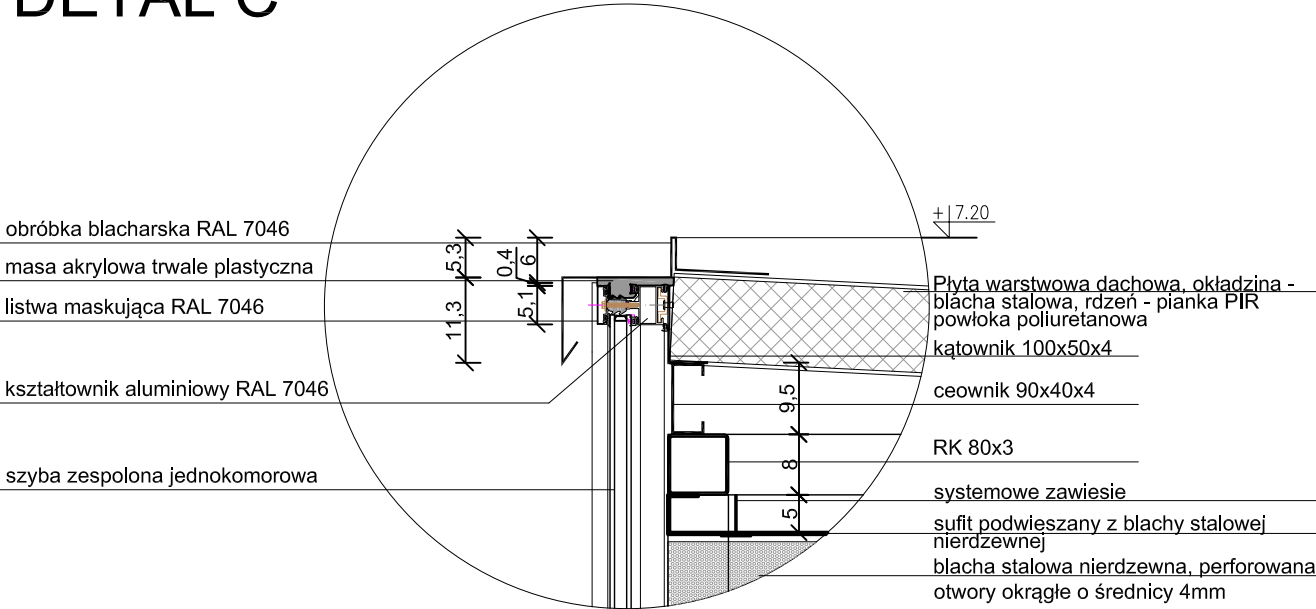 DETAL C
obróbka blacharska RAL 7046
masa akrylowa trwale plastyczna
listwa maskująca RAL 7046
kształtownik aluminiowy RAL 7046
szyba zespolona jednokomorowa
5,3
11,3
0,4
6
5,1
9,5
8
5
+ 7.20
Płyta warstwowa dachowa, okładzina -
blacha stalowa, rdzeń - pianka PIR
powłoka poliuretanowa
kątownik 100x50x4
ceownik 90x40x4
RK 80x3
systemowe zawiesie
sufit podwieszany z blachy stalowej
nierdzewnej
blacha stalowa nierdzewna, perforowana
otwory okrągłe o średnicy 4mm